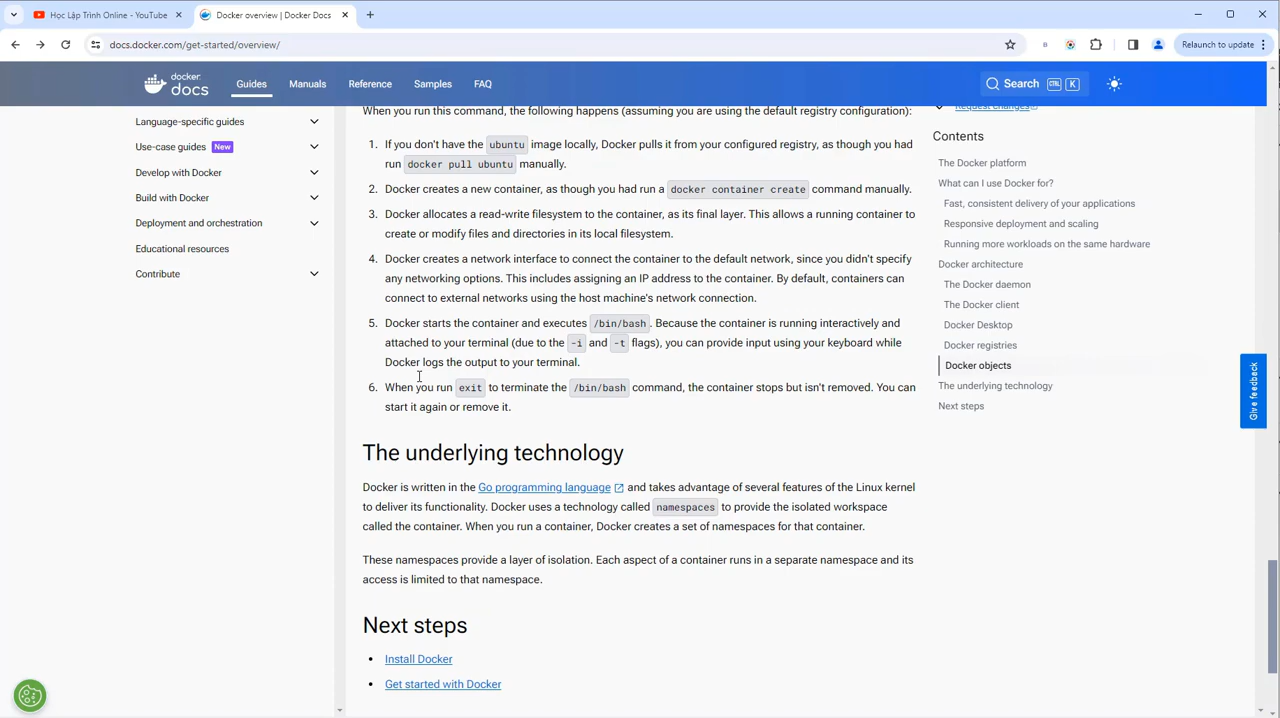 Học Lập Trình Online - YouTube
Docker overview | Docker Docs
docs.docker.com/get-started/overview/
Relaunch to update
docker docs
Guides
Manuals
Reference
Samples
FAQ
Search Ctrl K
Language-specific guides
Use-case guides New
Develop with Docker
Build with Docker
Deployment and orchestration
Educational resources
Contribute
When you run this command, the following happens (assuming you are using the default registry configuration):
1. If you don't have the ubuntu image locally, Docker pulls it from your configured registry, as though you had
run docker pull ubuntu manually.
2. Docker creates a new container, as though you had run a docker container create command manually.
3. Docker allocates a read-write filesystem to the container, as its final layer. This allows a running container to
create or modify files and directories in its local filesystem.
4. Docker creates a network interface to connect the container to the default network, since you didn't specify
any networking options. This includes assigning an IP address to the container. By default, containers can
connect to external networks using the host machine's network connection.
5. Docker starts the container and executes /bin/bash. Because the container is running interactively and
attached to your terminal (due to the -i and -t flags), you can provide input using your keyboard while
Docker logs the output to your terminal.
6. When you run exit to terminate the /bin/bash command, the container stops but isn't removed. You can
start it again or remove it.
The underlying technology
Docker is written in the Go programming language and takes advantage of several features of the Linux kernel
to deliver its functionality. Docker uses a technology called namespaces to provide the isolated workspace
called the container. When you run a container, Docker creates a set of namespaces for that container.
These namespaces provide a layer of isolation. Each aspect of a container runs in a separate namespace and its
access is limited to that namespace.
Next steps
• Install Docker
• Get started with Docker
Request changes
Contents
The Docker platform
What can I use Docker for?
Fast, consistent delivery of your applications
Responsive deployment and scaling
Running more workloads on the same hardware
Docker architecture
The Docker daemon
The Docker client
Docker Desktop
Docker registries
Docker objects
The underlying technology
Next steps
Give feedback